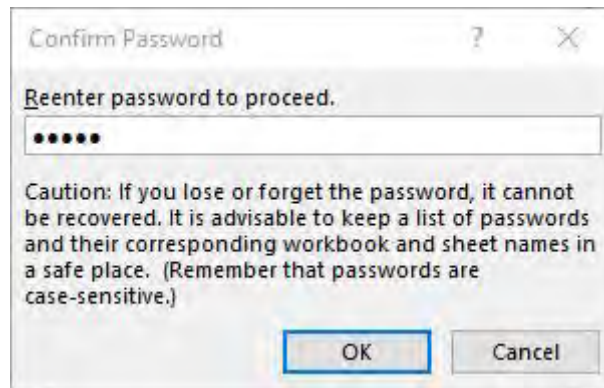 Confirm Password ? ×
Reenter password to proceed.
•••••
Caution: If you lose or forget the password, it cannot
be recovered. It is advisable to keep a list of passwords
and their corresponding workbook and sheet names in
a safe place. (Remember that passwords are
case-sensitive.)
OK Cancel